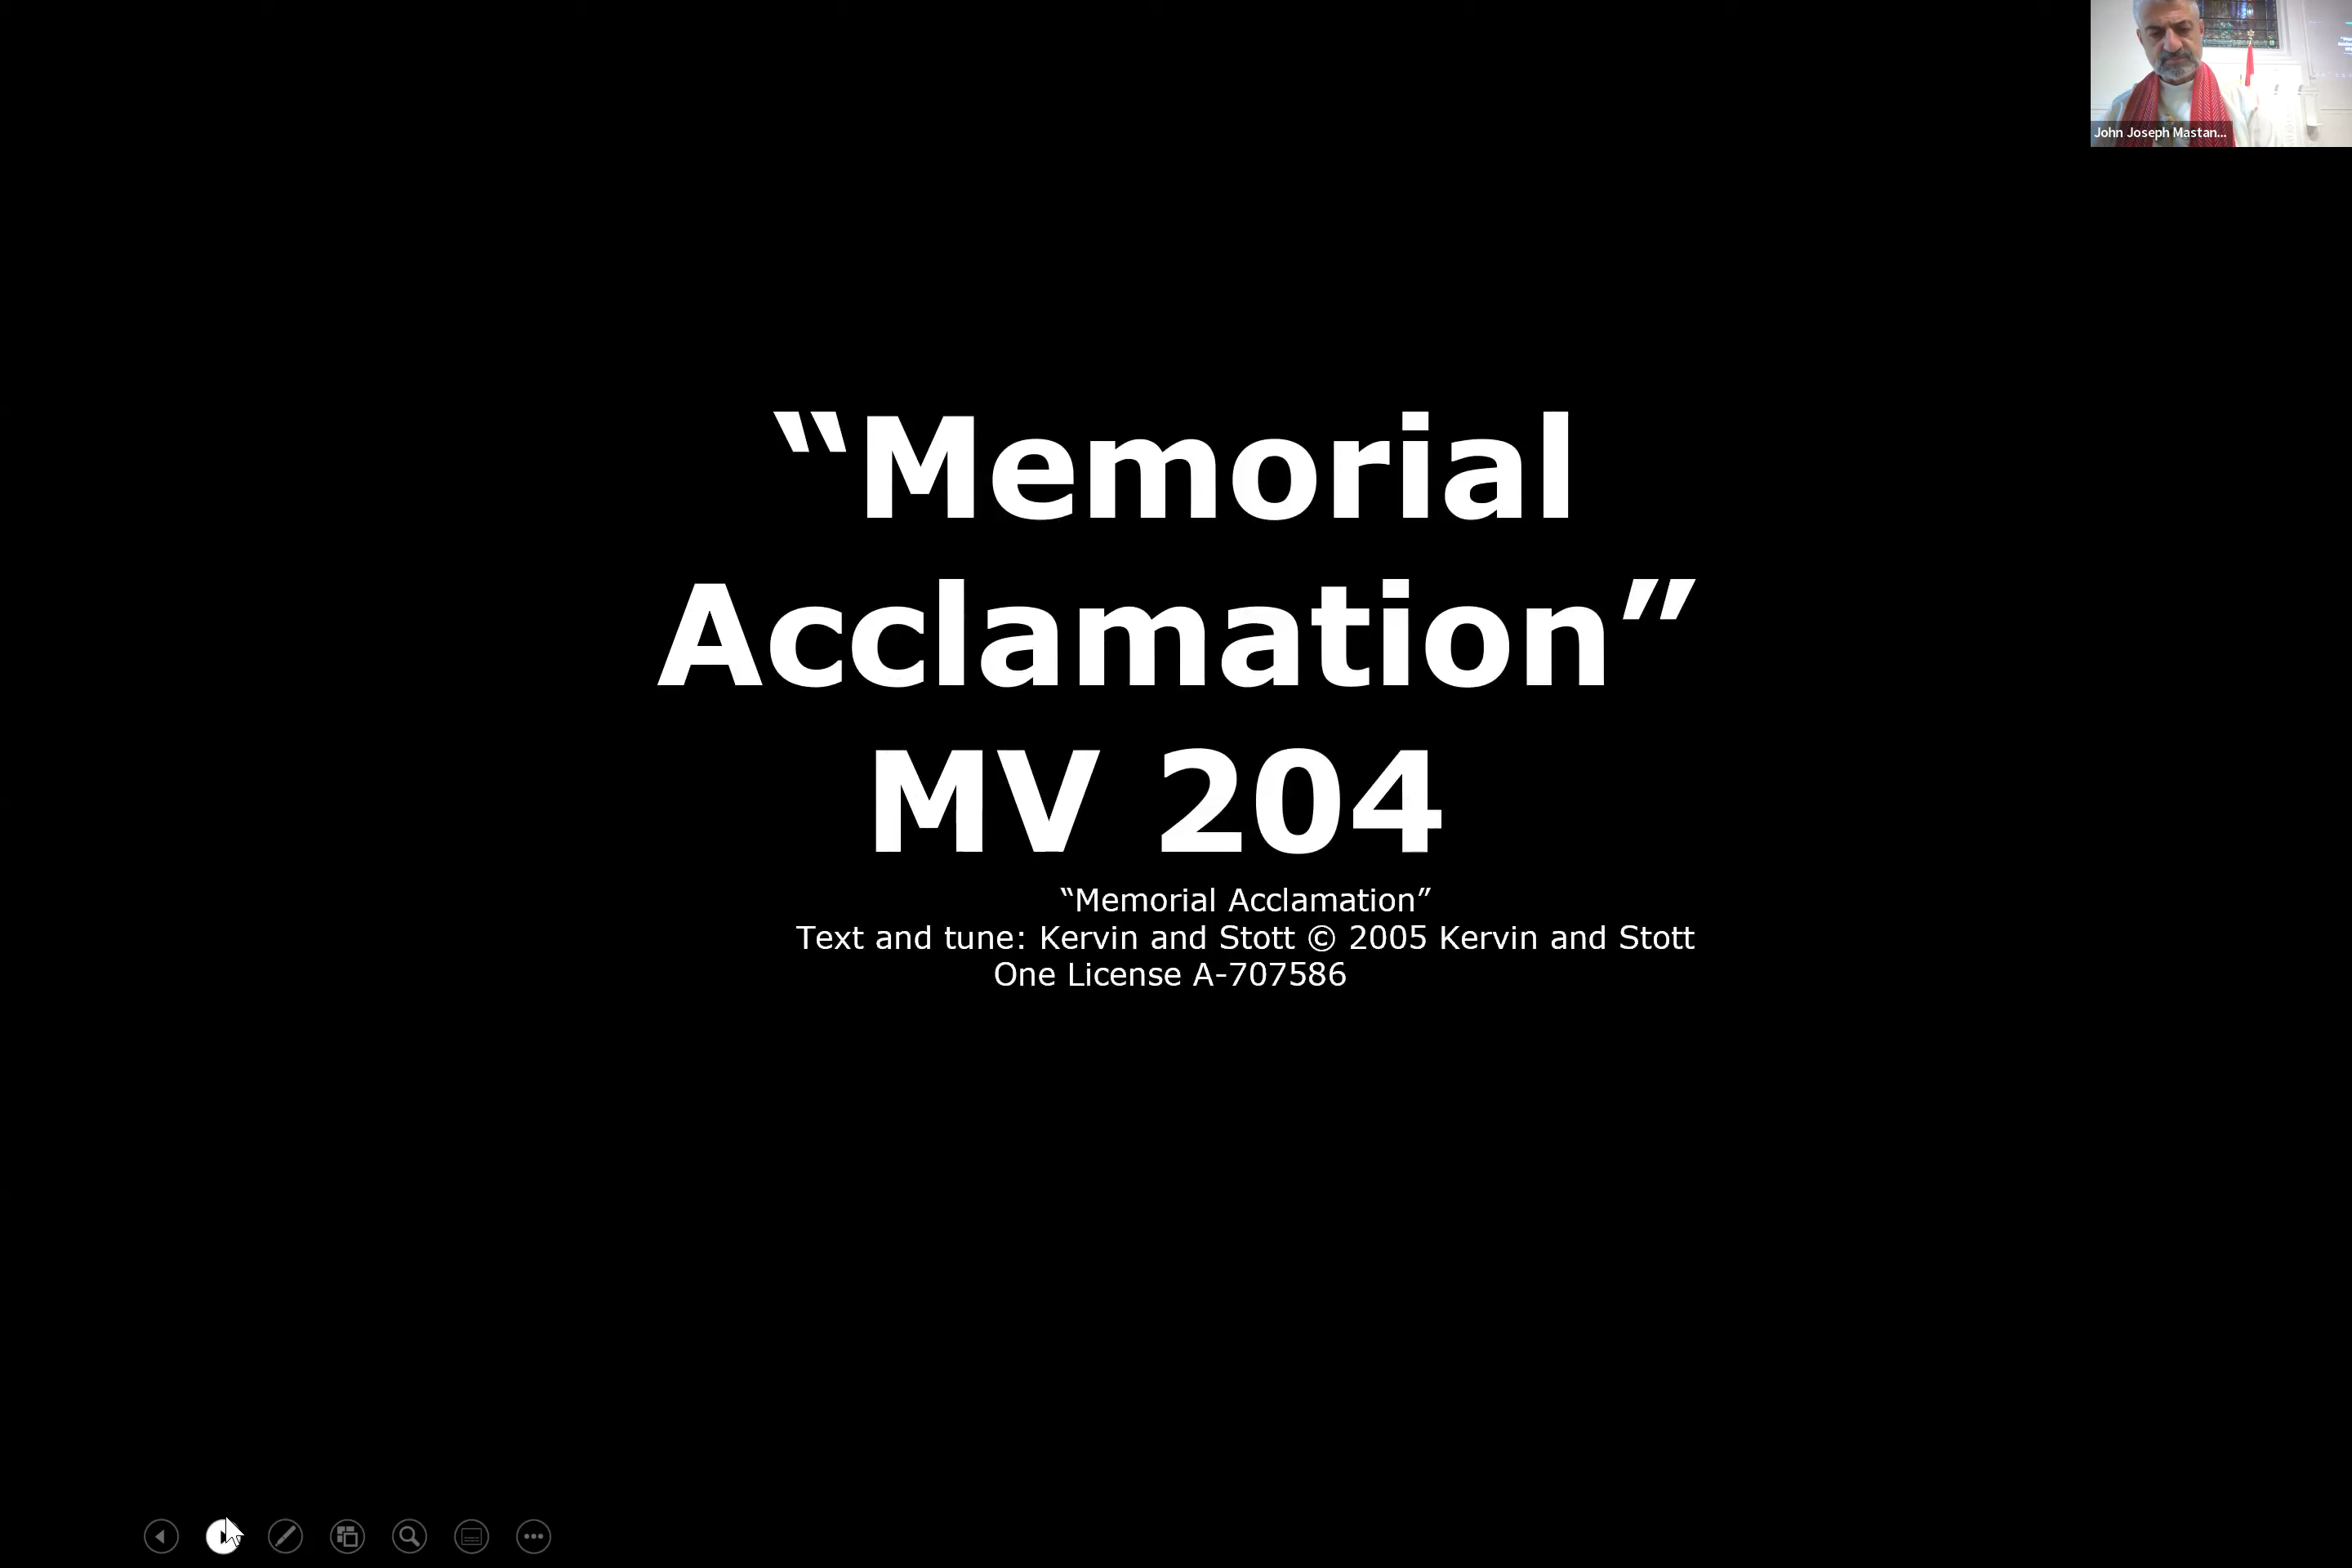 John Joseph Mastan...
“Memorial
Acclamation”
MV 204
“Memorial Acclamation”
Text and tune: Kervin and Stott © 2005 Kervin and Stott
One License A-707586